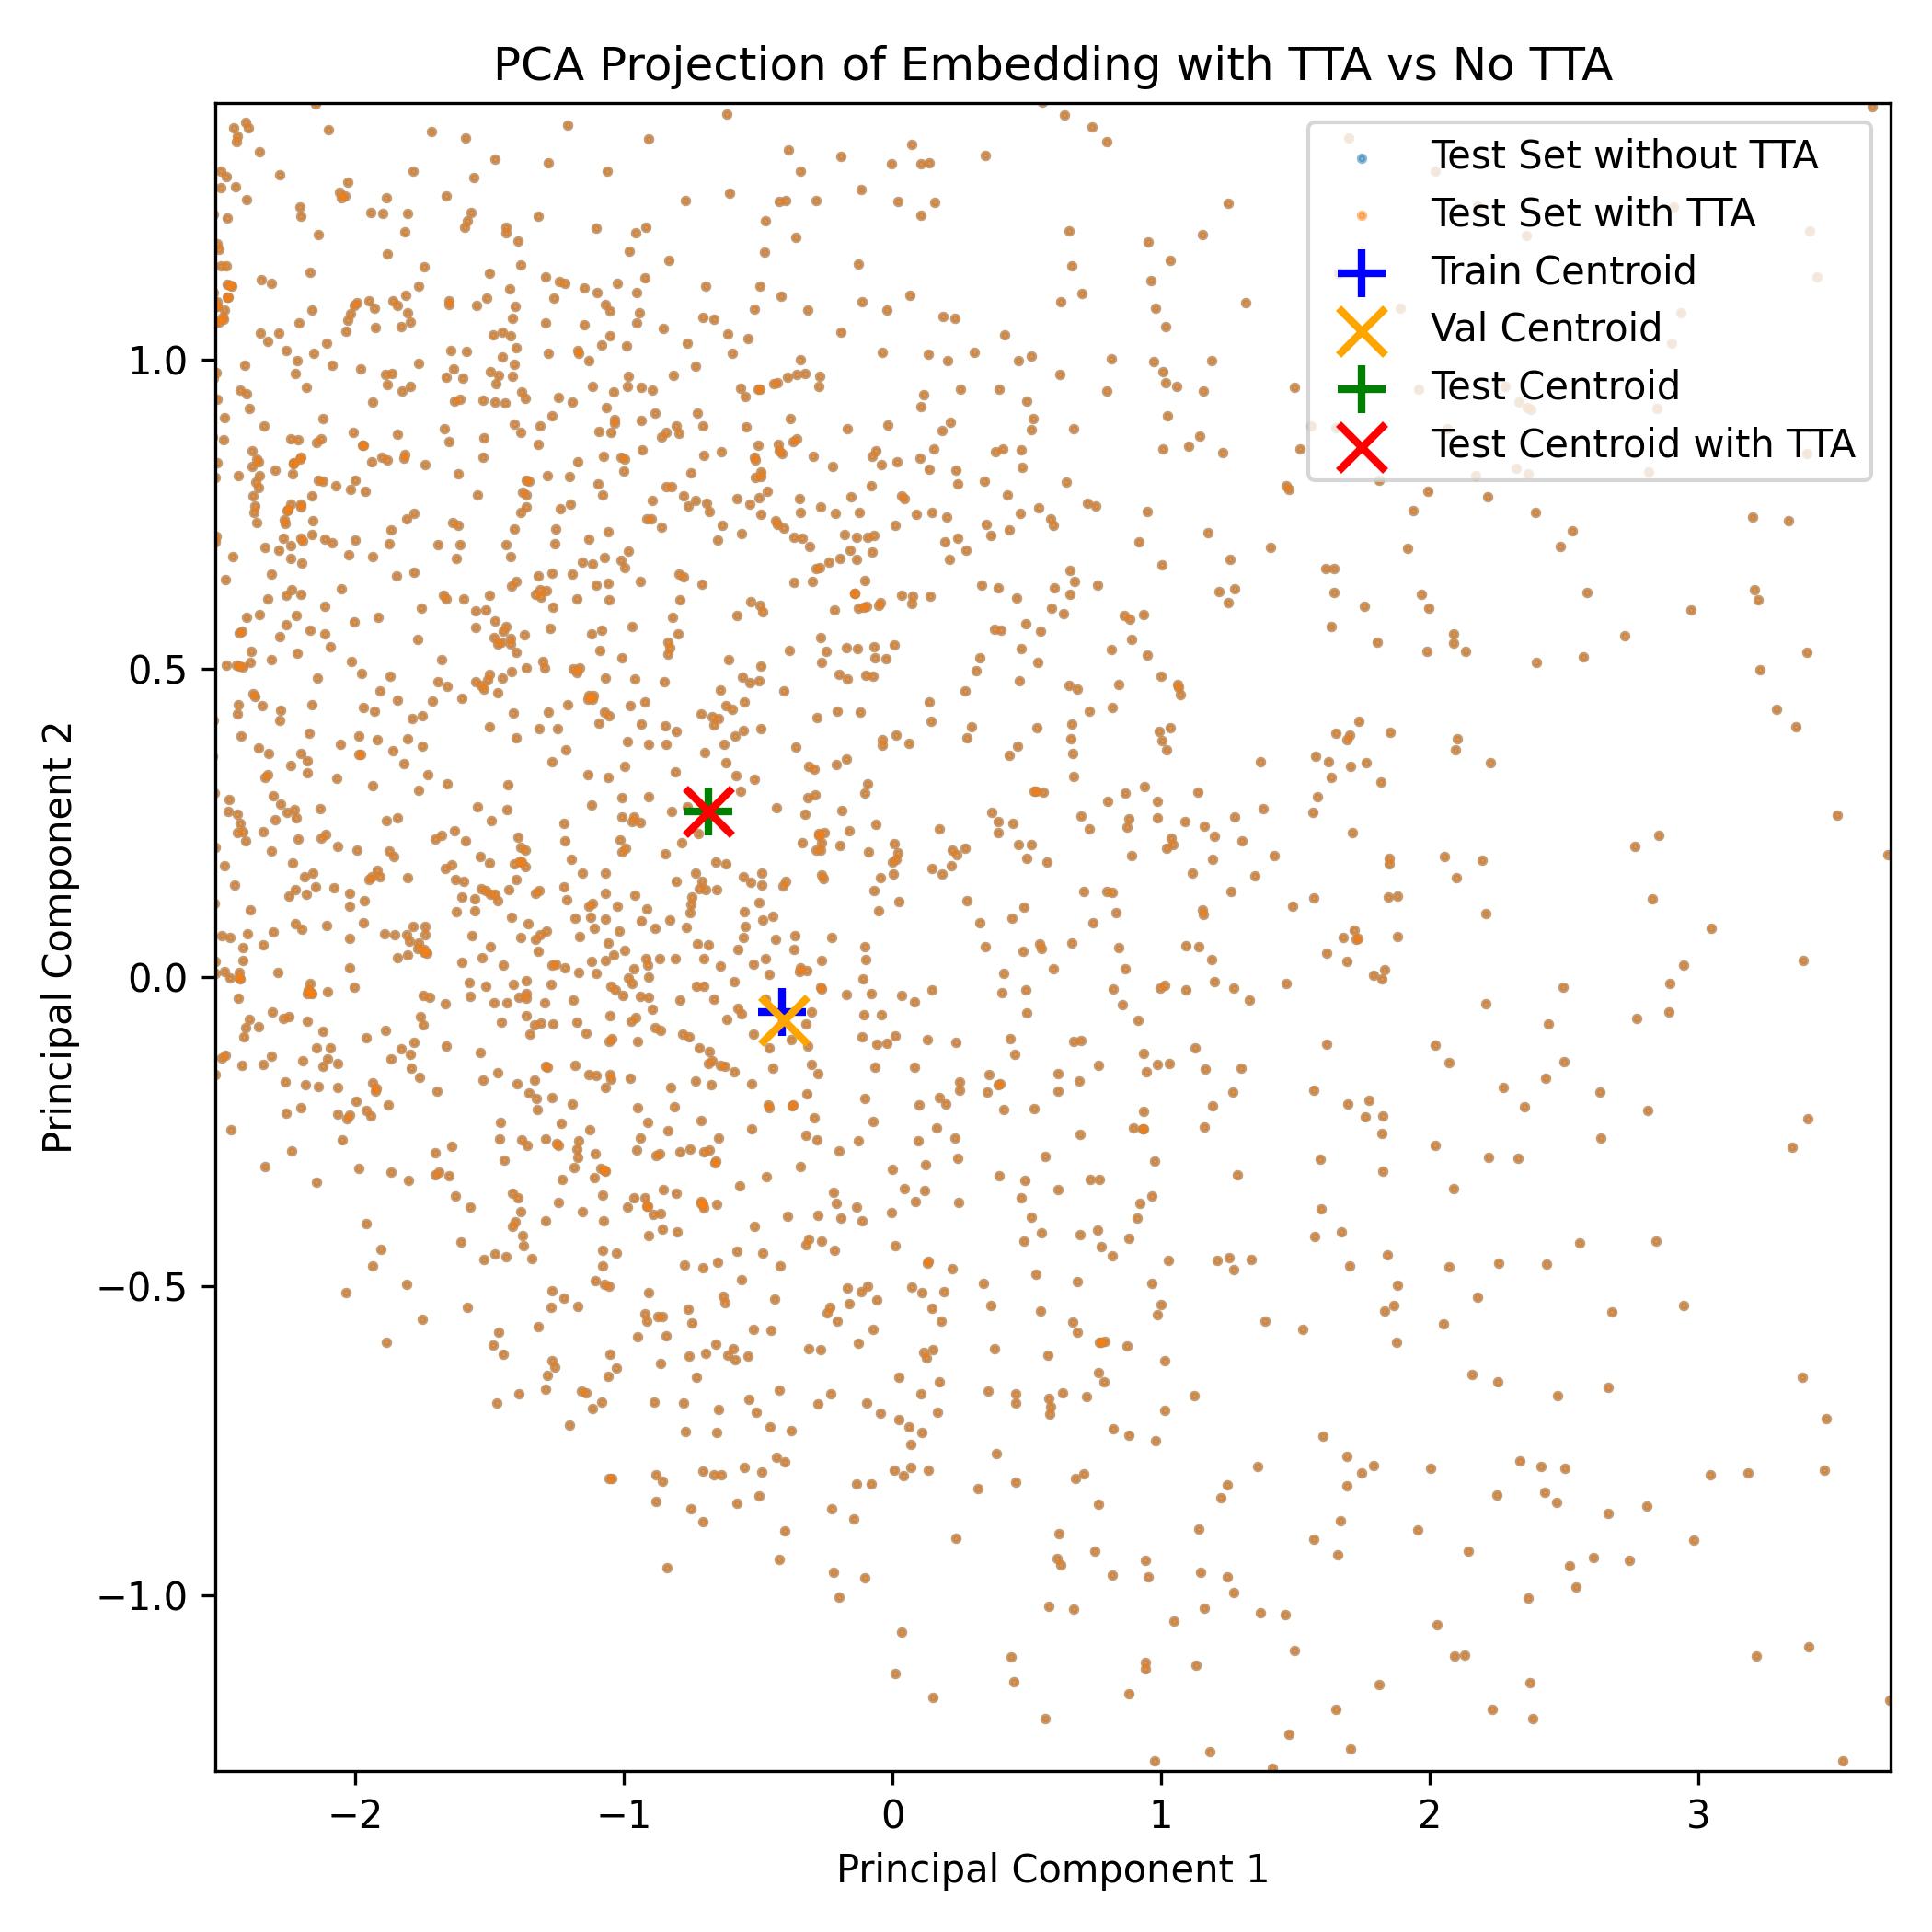 PCA Projection of Embedding with TTA vs No TTA
Test Set without TTA
Test Set with TTA
Train Centroid
Val Centroid
Test Centroid
Test Centroid with TTA
1.0
0.5
0.0
−0.5
−1.0
Principal Component 2
−2 −1 0 1 2 3
Principal Component 1